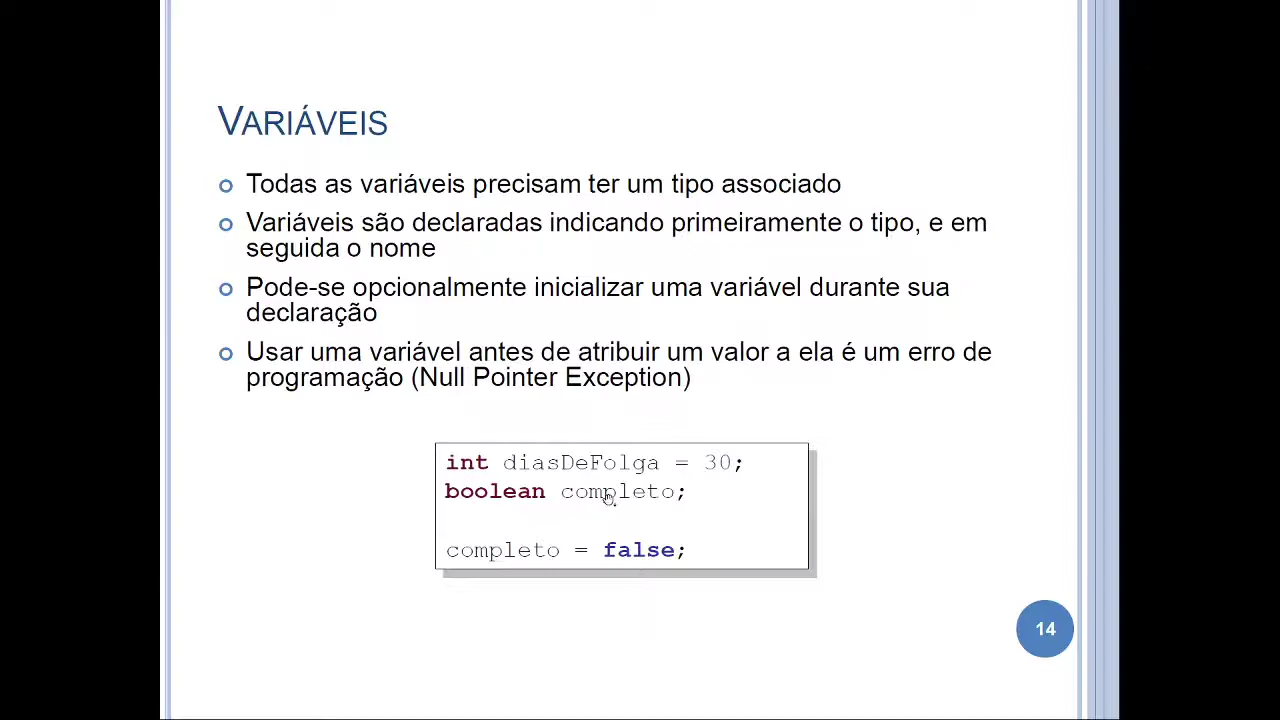 VARIÁVEIS
Todas as variáveis precisam ter um tipo associado
Variáveis são declaradas indicando primeiramente o tipo, e em
seguida o nome
Pode-se opcionalmente inicializar uma variável durante sua
declaração
Usar uma variável antes de atribuir um valor a ela é um erro de
programação (Null Pointer Exception)
int diasDeFolga = 30;
boolean completo;
completo = false;
14